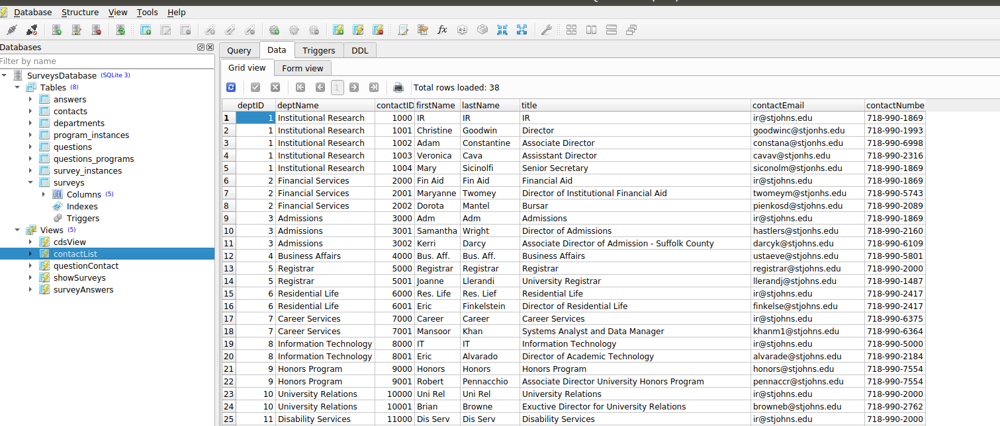 Database Structure View Tools Help
Databases
Query Data Triggers DDL
Filter by name
Grid view Form view
SurveysDatabase (SQLite 3)
Tables (8)
answers
contacts
departments
program_instances
questions
questions_programs
survey_instances
surveys
Columns (5)
Indexes
Triggers
Views (5)
cdsView
contactList
questionContact
showSurveys
surveyAnswers
1 Total rows loaded: 38
deptID deptName contactID firstName lastName title contactEmail contactNumbe
1 1 Institutional Research 1000 IR IR IR ir@stjohns.edu 718-990-1869
2 1 Institutional Research 1001 Christine Goodwin Director goodwinc@stjonhs.edu 718-990-1993
3 1 Institutional Research 1002 Adam Constantine Associate Director constana@stjonhs.edu 718-990-6998
4 1 Institutional Research 1003 Veronica Cava Assisstant Director cavav@stjonhs.edu 718-990-2316
5 1 Institutional Research 1004 Mary Sicinolfi Senior Secretary siconolm@stjonhs.edu 718-990-1869
6 2 Financial Services 2000 Fin Aid Fin Aid Financial Aid ir@stjohns.edu 718-990-1869
7 2 Financial Services 2001 Maryanne Twomey Director of Institutional Financial Aid twomeym@stjonhs.edu 718-990-5743
8 2 Financial Services 2002 Dorota Mantel Bursar pienkosd@stjohns.edu 718-990-2089
9 3 Admissions 3000 Adm Adm Admissions ir@stjohns.edu 718-990-1869
10 3 Admissions 3001 Samantha Wright Director of Admissions hastlers@stjonhs.edu 718-990-2160
11 3 Admissions 3002 Kerri Darcy Associate Director of Admission - Suffolk County darcyk@stjohns.edu 718-990-6109
12 4 Business Affairs 4000 Bus. Aff. Bus. Aff. Business Affairs ustaeve@stjohns.edu 718-990-5801
13 5 Registrar 5000 Registrar Registrar Registrar registrar@stjohns.edu 718-990-2000
14 5 Registrar 5001 Joanne Llerandi University Registrar llerandj@stjohns.edu 718-990-1487
15 6 Residential Life 6000 Res. Life Res. Lief Residential Life ir@stjohns.edu 718-990-2417
16 6 Residential Life 6001 Eric Finkelstein Director of Residential Life finkelse@stjohns.edu 718-990-2417
17 7 Career Services 7000 Career Career Career Services ir@stjohns.edu 718-990-6375
18 7 Career Services 7001 Mansoor Khan Systems Analyst and Data Manager khanm1@stjohns.edu 718-990-6364
19 8 Information Technology 8000 IT IT Information Technology ir@stjohns.edu 718-990-5000
20 8 Information Technology 8001 Eric Alvarado Director of Academic Technology alvarade@stjohns.edu 718-990-2184
21 9 Honors Program 9000 Honors Honors Honors Program honors@stjohns.edu 718-990-7554
22 9 Honors Program 9001 Robert Pennacchio Associate Director University Honors Program pennaccr@stjohns.edu 718-990-7554
23 10 University Relations 10000 Uni Rel Uni Rel University Relations ir@stjohns.edu 718-990-2000
24 10 University Relations 10001 Brian Browne Exuctive Director for University Relations browneb@stjohns.edu 718-990-2762
25 11 Disability Services 11000 Dis Serv Dis Serv Disability Services ir@stjohns.edu 718-990-2000